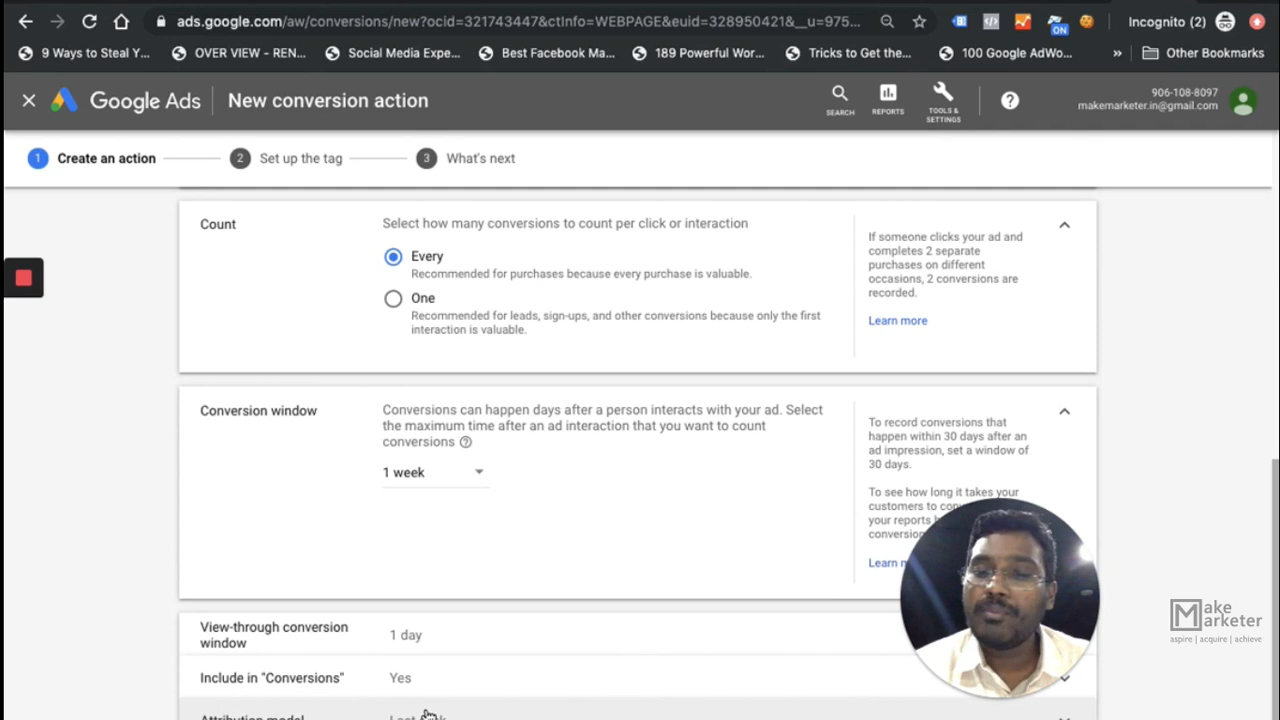 ads.google.com/aw/conversions/new?ocid=321743447&ctInfo=WEBPAGE&euid=328950421&__u=975...
ON
Incognito (2)
9 Ways to Steal Y...
OVER VIEW - REN...
Social Media Expe...
Best Facebook Ma...
189 Powerful Wor...
Tricks to Get the...
100 Google AdWo...
»
Other Bookmarks
Google Ads
New conversion action
SEARCH
REPORTS
TOOLS &
SETTINGS
906-108-8097
makemarketer.in@gmail.com
1 Create an action
2 Set up the tag
3 What's next
Count
Select how many conversions to count per click or interaction
Every
Recommended for purchases because every purchase is valuable.
One
Recommended for leads, sign-ups, and other conversions because only the first
interaction is valuable.
If someone clicks your ad and
completes 2 separate
purchases on different
occasions, 2 conversions are
recorded.
Learn more
Conversion window
Conversions can happen days after a person interacts with your ad. Select
the maximum time after an ad interaction that you want to count
conversions
1 week
To record conversions that
happen within 30 days after an
ad impression, set a window of
30 days.
To see how long it takes your
customers to
your reports
Learn
View-through conversion
window
1 day
Include in "Conversions"
Yes
Attribution model
Make
Marketer
aspire | acquire | achieve